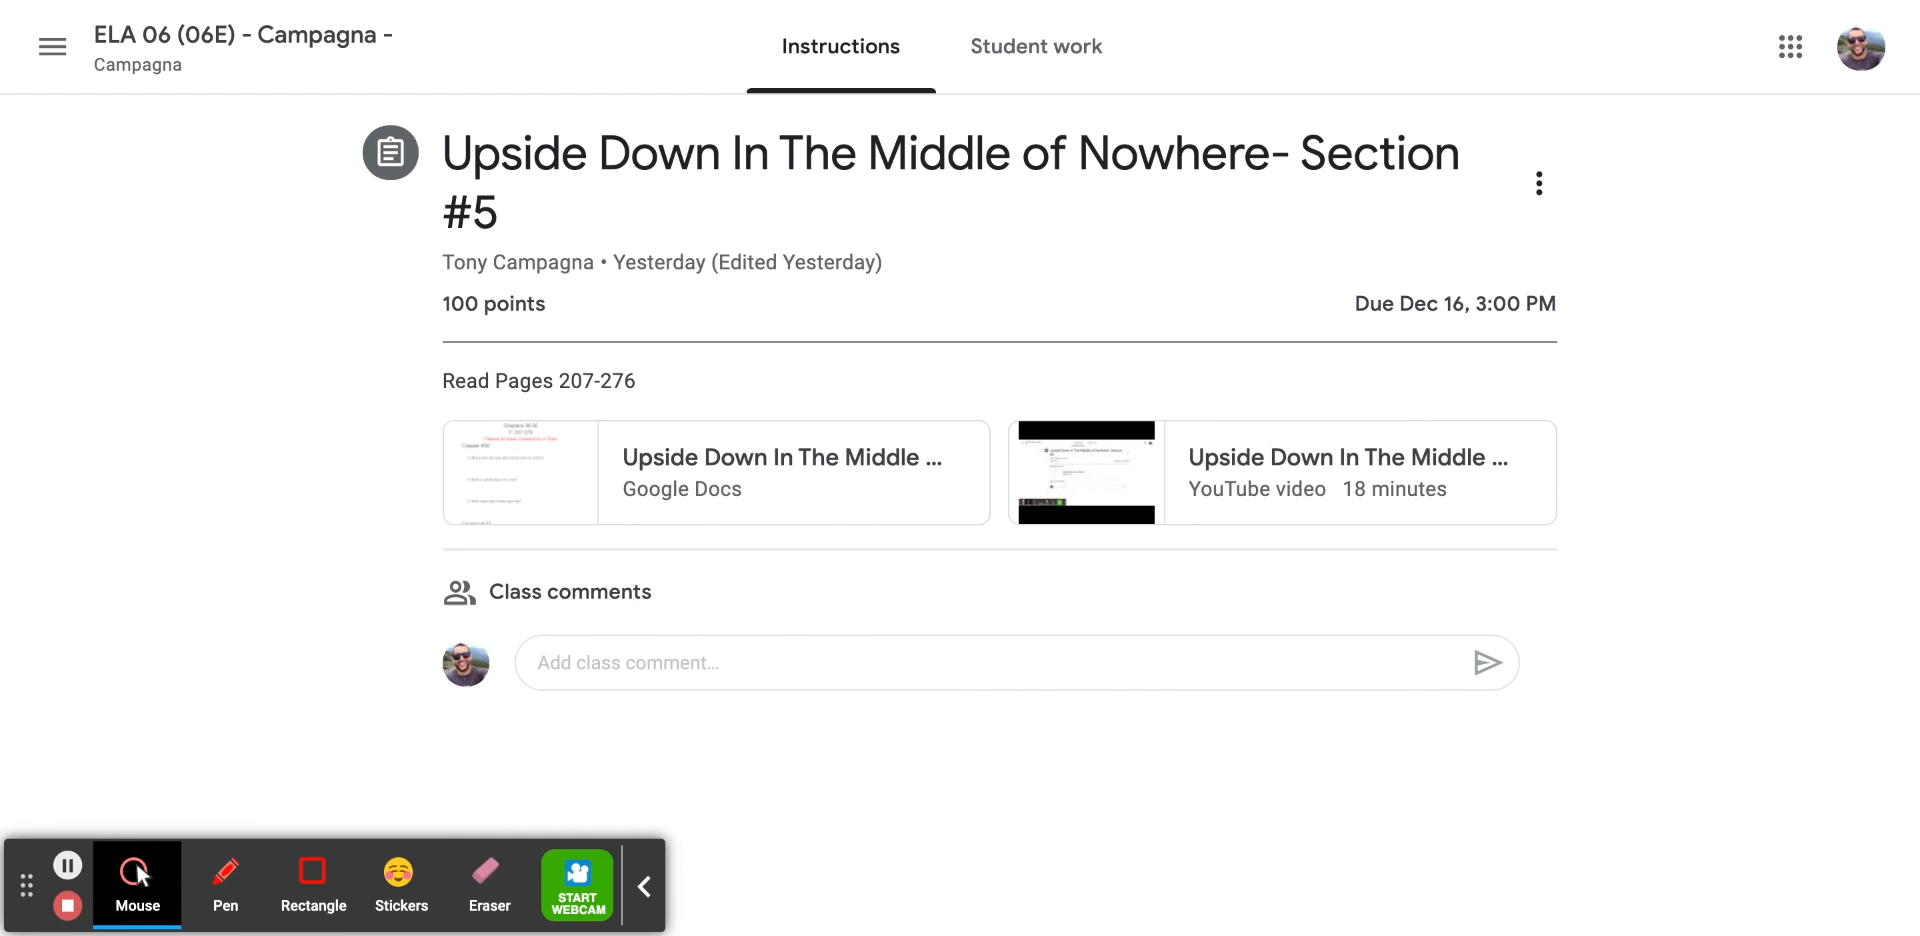 ELA 06 (06E) - Campagna -
Campagna
Instructions
Student work
Upside Down In The Middle of Nowhere- Section
#5
Tony Campagna • Yesterday (Edited Yesterday)
100 points
Due Dec 16, 3:00 PM
Read Pages 207-276
Upside Down In The Middle ...
Google Docs
Upside Down In The Middle ...
YouTube video 18 minutes
Class comments
Add class comment...
Mouse
Pen
Rectangle
Stickers
Eraser
START
WEBCAM